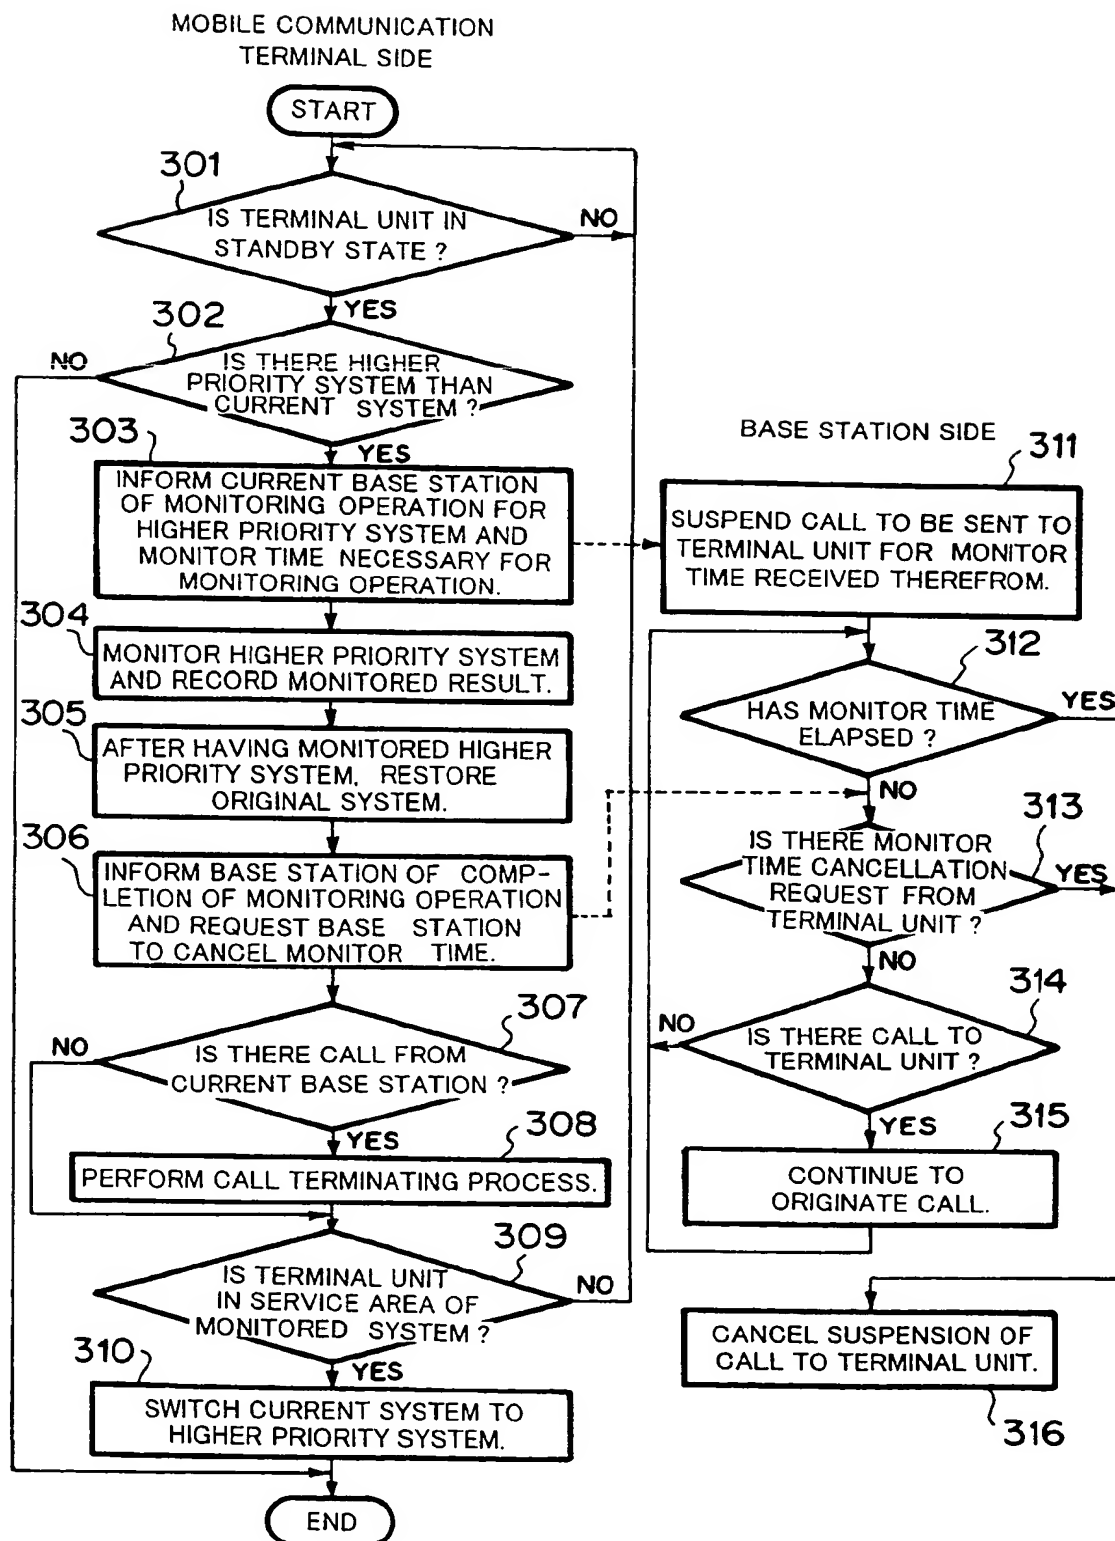 MOBILE COMMUNICATION
TERMINAL SIDE
START
301
IS TERMINAL UNIT IN
STANDBY STATE ?
NO
YES
302
NO
IS THERE HIGHER
PRIORITY SYSTEM THAN
CURRENT SYSTEM ?
YES
303
INFORM CURRENT BASE STATION
OF MONITORING OPERATION FOR
HIGHER PRIORITY SYSTEM AND
MONITOR TIME NECESSARY FOR
MONITORING OPERATION.
304
MONITOR HIGHER PRIORITY SYSTEM
AND RECORD MONITORED RESULT.
305
AFTER HAVING MONITORED HIGHER
PRIORITY SYSTEM, RESTORE
ORIGINAL SYSTEM.
306
INFORM BASE STATION OF COMP-
LETION OF MONITORING OPERATION
AND REQUEST BASE STATION
TO CANCEL MONITOR TIME.
307
NO
IS THERE CALL FROM
CURRENT BASE STATION ?
YES
308
PERFORM CALL TERMINATING PROCESS.
309
IS TERMINAL UNIT
IN SERVICE AREA OF
MONITORED SYSTEM ?
NO
YES
310
SWITCH CURRENT SYSTEM TO
HIGHER PRIORITY SYSTEM.
END
BASE STATION SIDE
311
SUSPEND CALL TO BE SENT TO
TERMINAL UNIT FOR MONITOR
TIME RECEIVED THEREFROM.
312
HAS MONITOR TIME
ELAPSED ?
YES
NO
313
IS THERE MONITOR
TIME CANCELLATION
REQUEST FROM
TERMINAL UNIT ?
YES
NO
314
NO
IS THERE CALL TO
TERMINAL UNIT ?
YES
315
CONTINUE TO
ORIGINATE CALL.
CANCEL SUSPENSION OF
CALL TO TERMINAL UNIT.
316